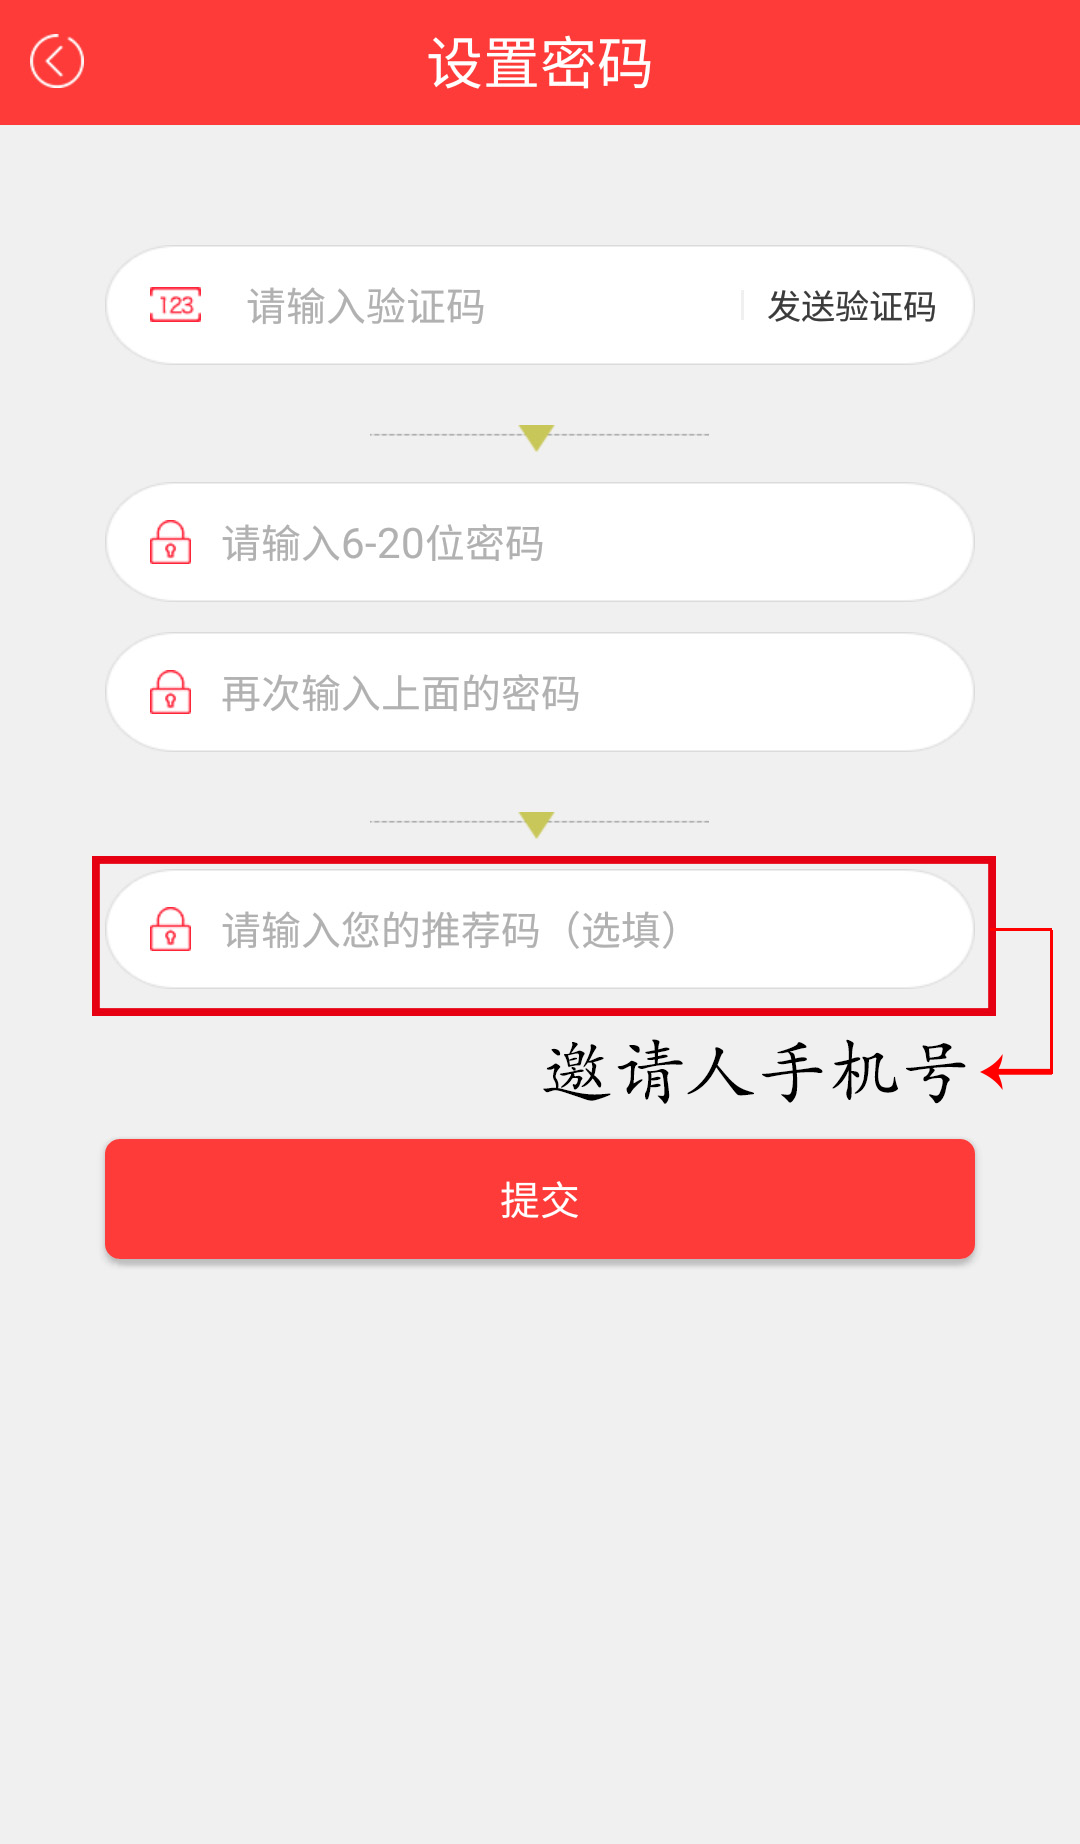 设置密码
123 请输入验证码 发送验证码
请输入6-20位密码
再次输入上面的密码
请输入您的推荐码（选填）
邀请人手机号
提交